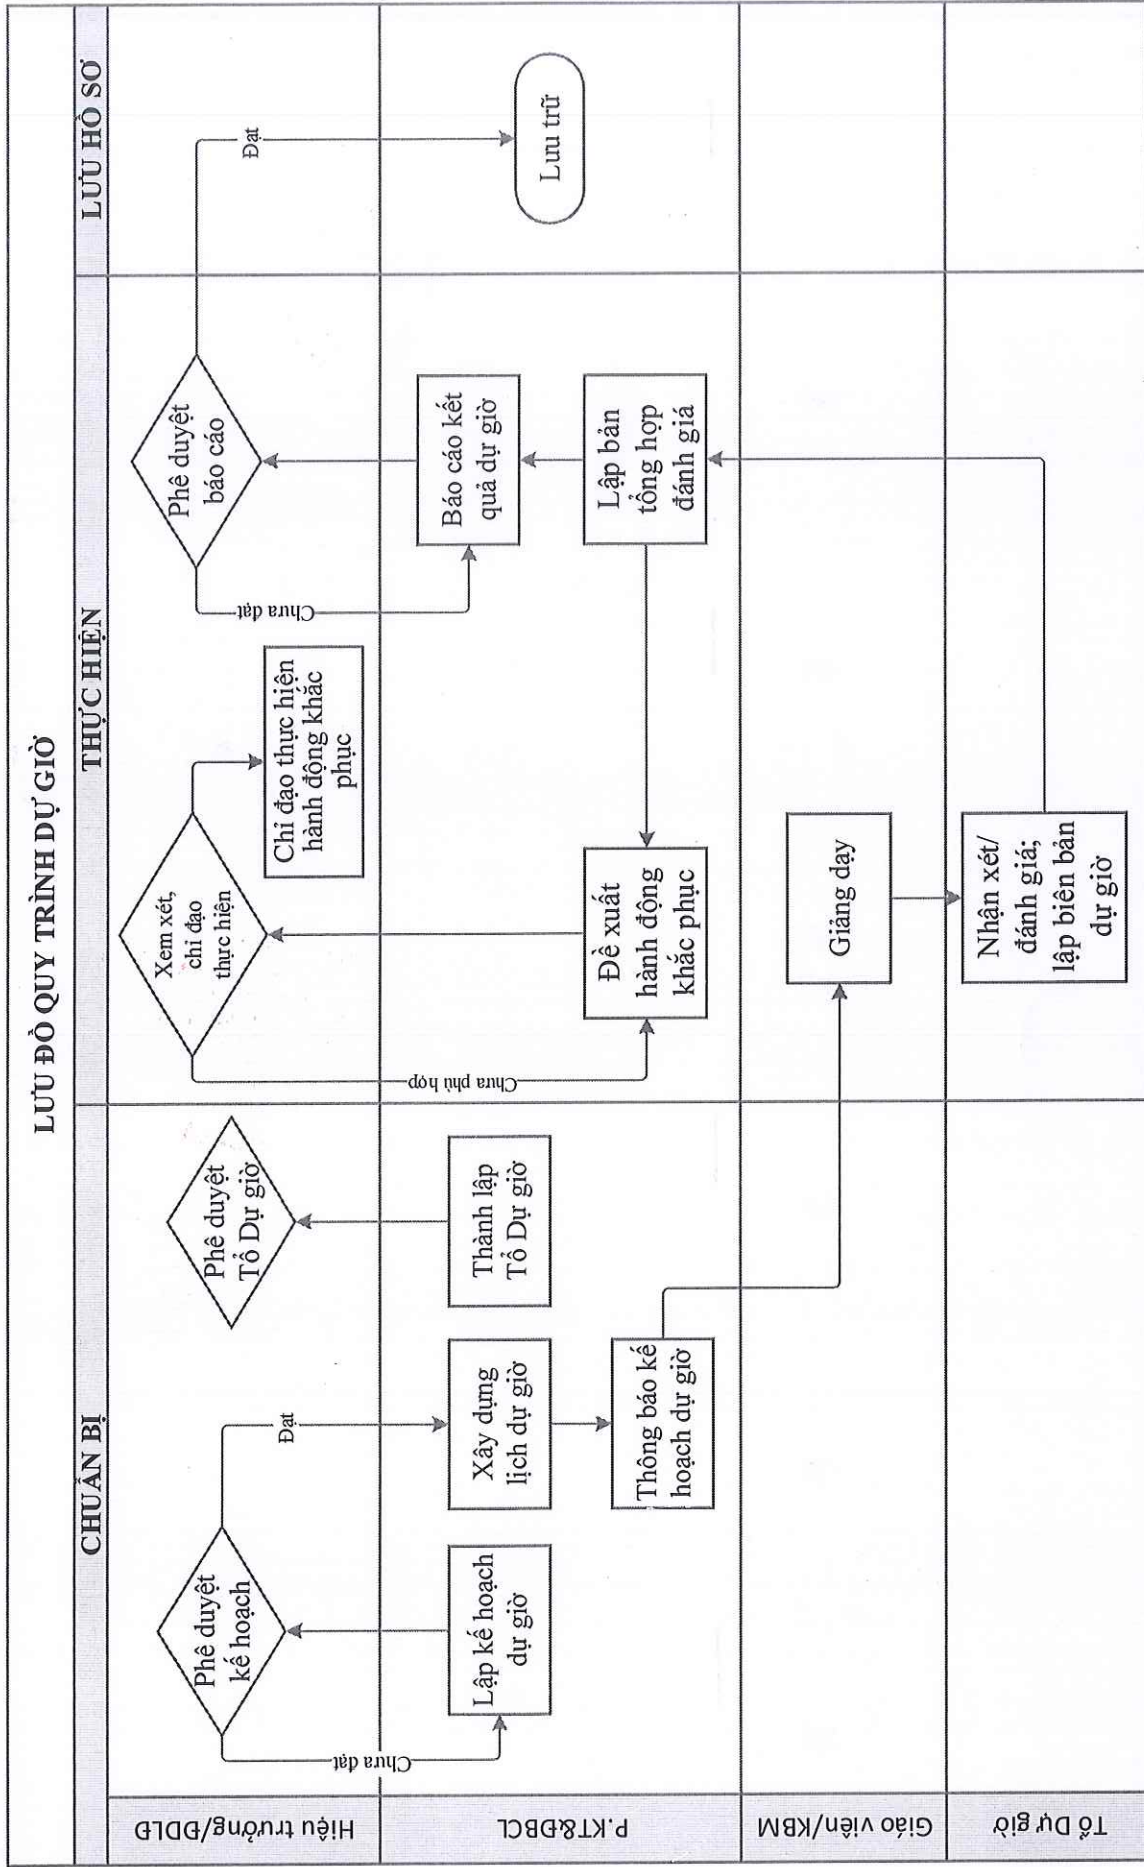 LƯU ĐỒ QUY TRÌNH DỰ GIỜ
CHUẨN BỊ
THỰC HIỆN
LƯU HỒ SƠ
Hiệu trưởng/ĐDLĐ
Phê duyệt
kế hoạch
Đạt
Chưa đạt
Phê duyệt
Tổ Dự giờ
Xem xét,
chỉ đạo
thực hiện
Chưa phù hợp
Chỉ đạo thực hiện
hành động khắc
phục
Phê duyệt
báo cáo
Chưa đạt
Đạt
P.KT&ĐBCL
Lập kế hoạch
dự giờ
Xây dựng
lịch dự giờ
Thành lập
Tổ Dự giờ
Thông báo kế
hoạch dự giờ
Đề xuất
hành động
khắc phục
Báo cáo kết
quả dự giờ
Lập bản
tổng hợp
đánh giá
Lưu trữ
Giáo viên/KBM
Giảng dạy
Tổ Dự giờ
Nhận xét/
đánh giá;
lập biên bản
dự giờ